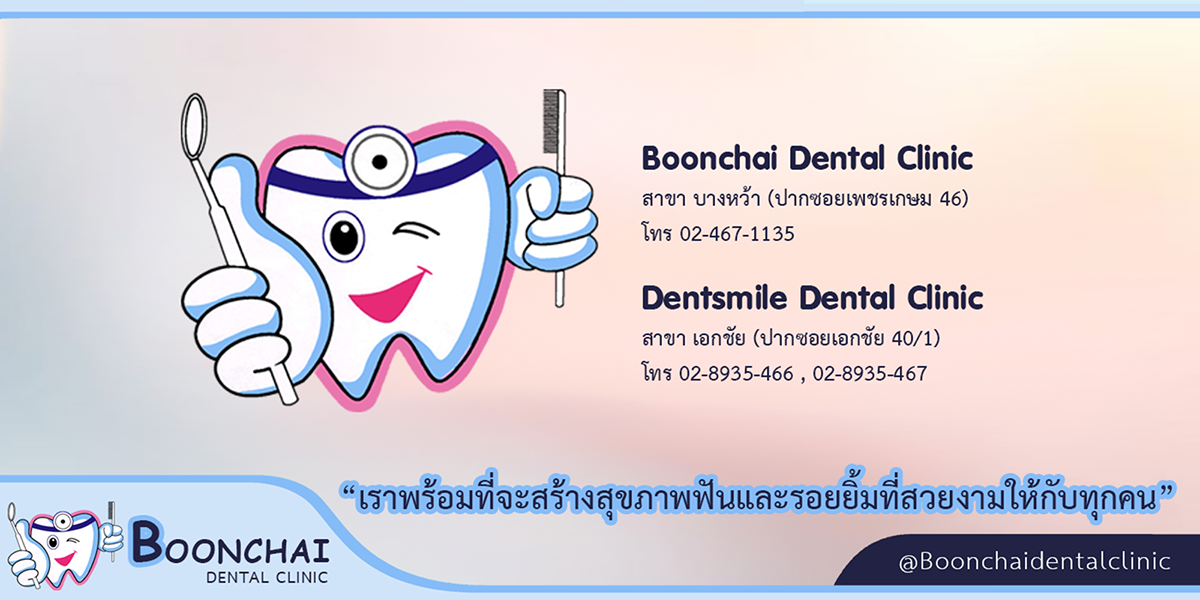 Boonchai Dental Clinic
สาขา บางหว้า (ปากซอยเพชรเกษม 46)
โทร 02-467-1135
Dentsmile Dental Clinic
สาขา เอกชัย (ปากซอยเอกชัย 40/1)
โทร 02-8935-466 , 02-8935-467
“เราพร้อมที่จะสร้างสุขภาพฟันและรอยยิ้มที่สวยงามให้กับทุกคน”
BOONCHAI
DENTAL CLINIC
@Boonchaidentalclinic